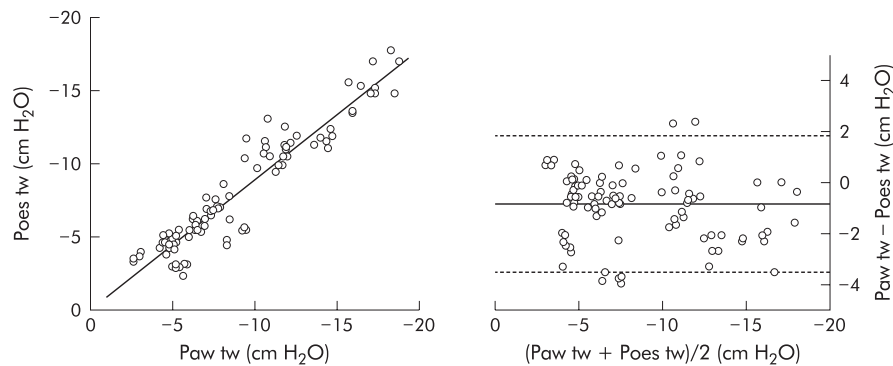 −20
−15
−10
−5
0
Poes tw (cm H₂O)
0 −5 −10 −15 −20
Paw tw (cm H₂O)
4
2
0
−2
−4
Paw tw − Poes tw (cm H₂O)
0 −5 −10 −15 −20
(Paw tw + Poes tw)/2 (cm H₂O)